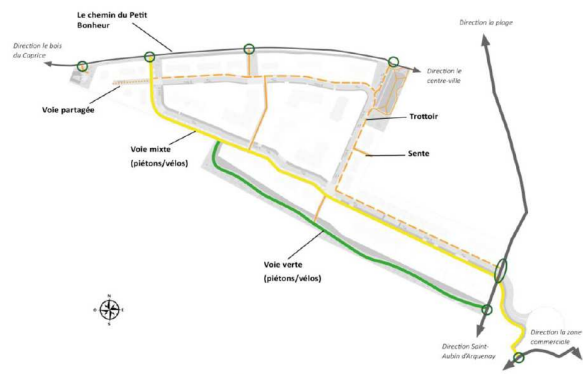 Le chemin du Petit
Bonheur
Direction la plage
Direction le bois
du Caprice
Direction le
centre-ville
Voie partagée
Trottoir
Voie mixte
(piétons/vélos)
Sente
Voie verte
(piétons/vélos)
N
Direction la zone
commerciale
Direction Saint-
Aubin d'Arquenay